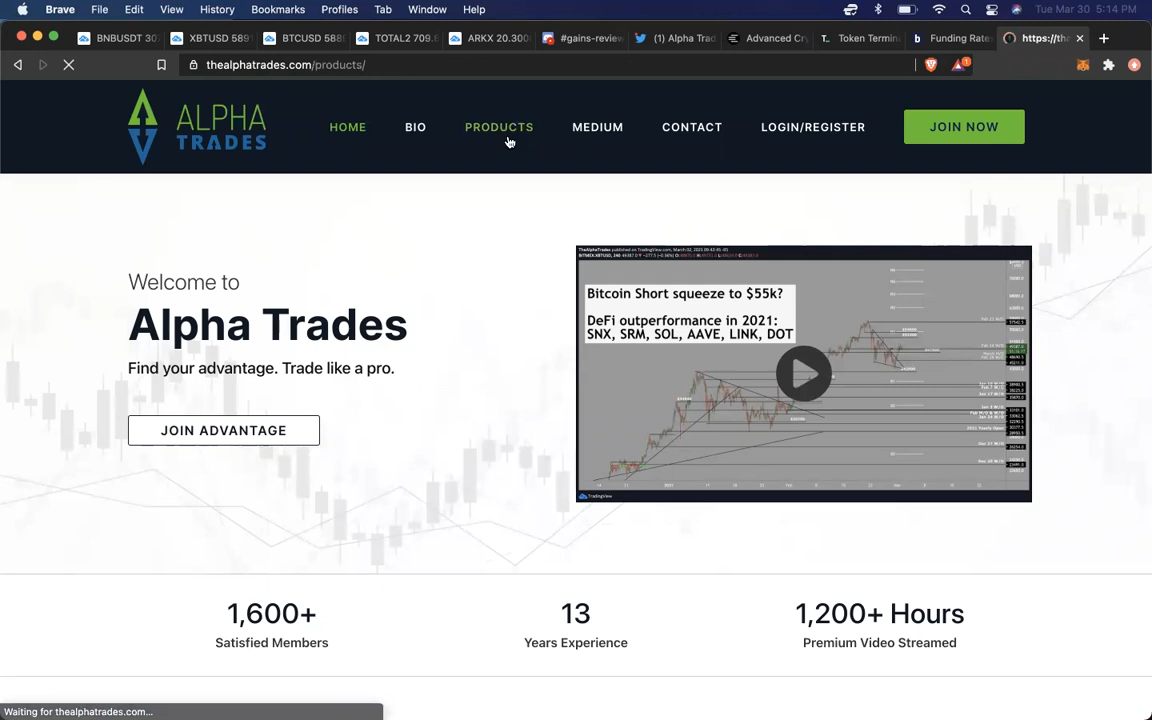 Brave File Edit View History Bookmarks Profiles Tab Window Help Tue Mar 30 5:14 PM
BNBUSDT 30 XBTUSD 589 BTCUSD 588 TOTAL2 709. ARKX 20.300 #gains-review (1) Alpha Trad Advanced Cry Token Termina Funding Rate https://tha
thealphatrades.com/products/
ALPHA
TRADES
HOME BIO PRODUCTS MEDIUM CONTACT LOGIN/REGISTER JOIN NOW
Welcome to
Alpha Trades
Find your advantage. Trade like a pro.
JOIN ADVANTAGE
Bitcoin Short squeeze to $55k?
DeFi outperformance in 2021:
SNX, SRM, SOL, AAVE, LINK, DOT
TradingView
1,600+
Satisfied Members
13
Years Experience
1,200+ Hours
Premium Video Streamed
Waiting for thealphatrades.com...